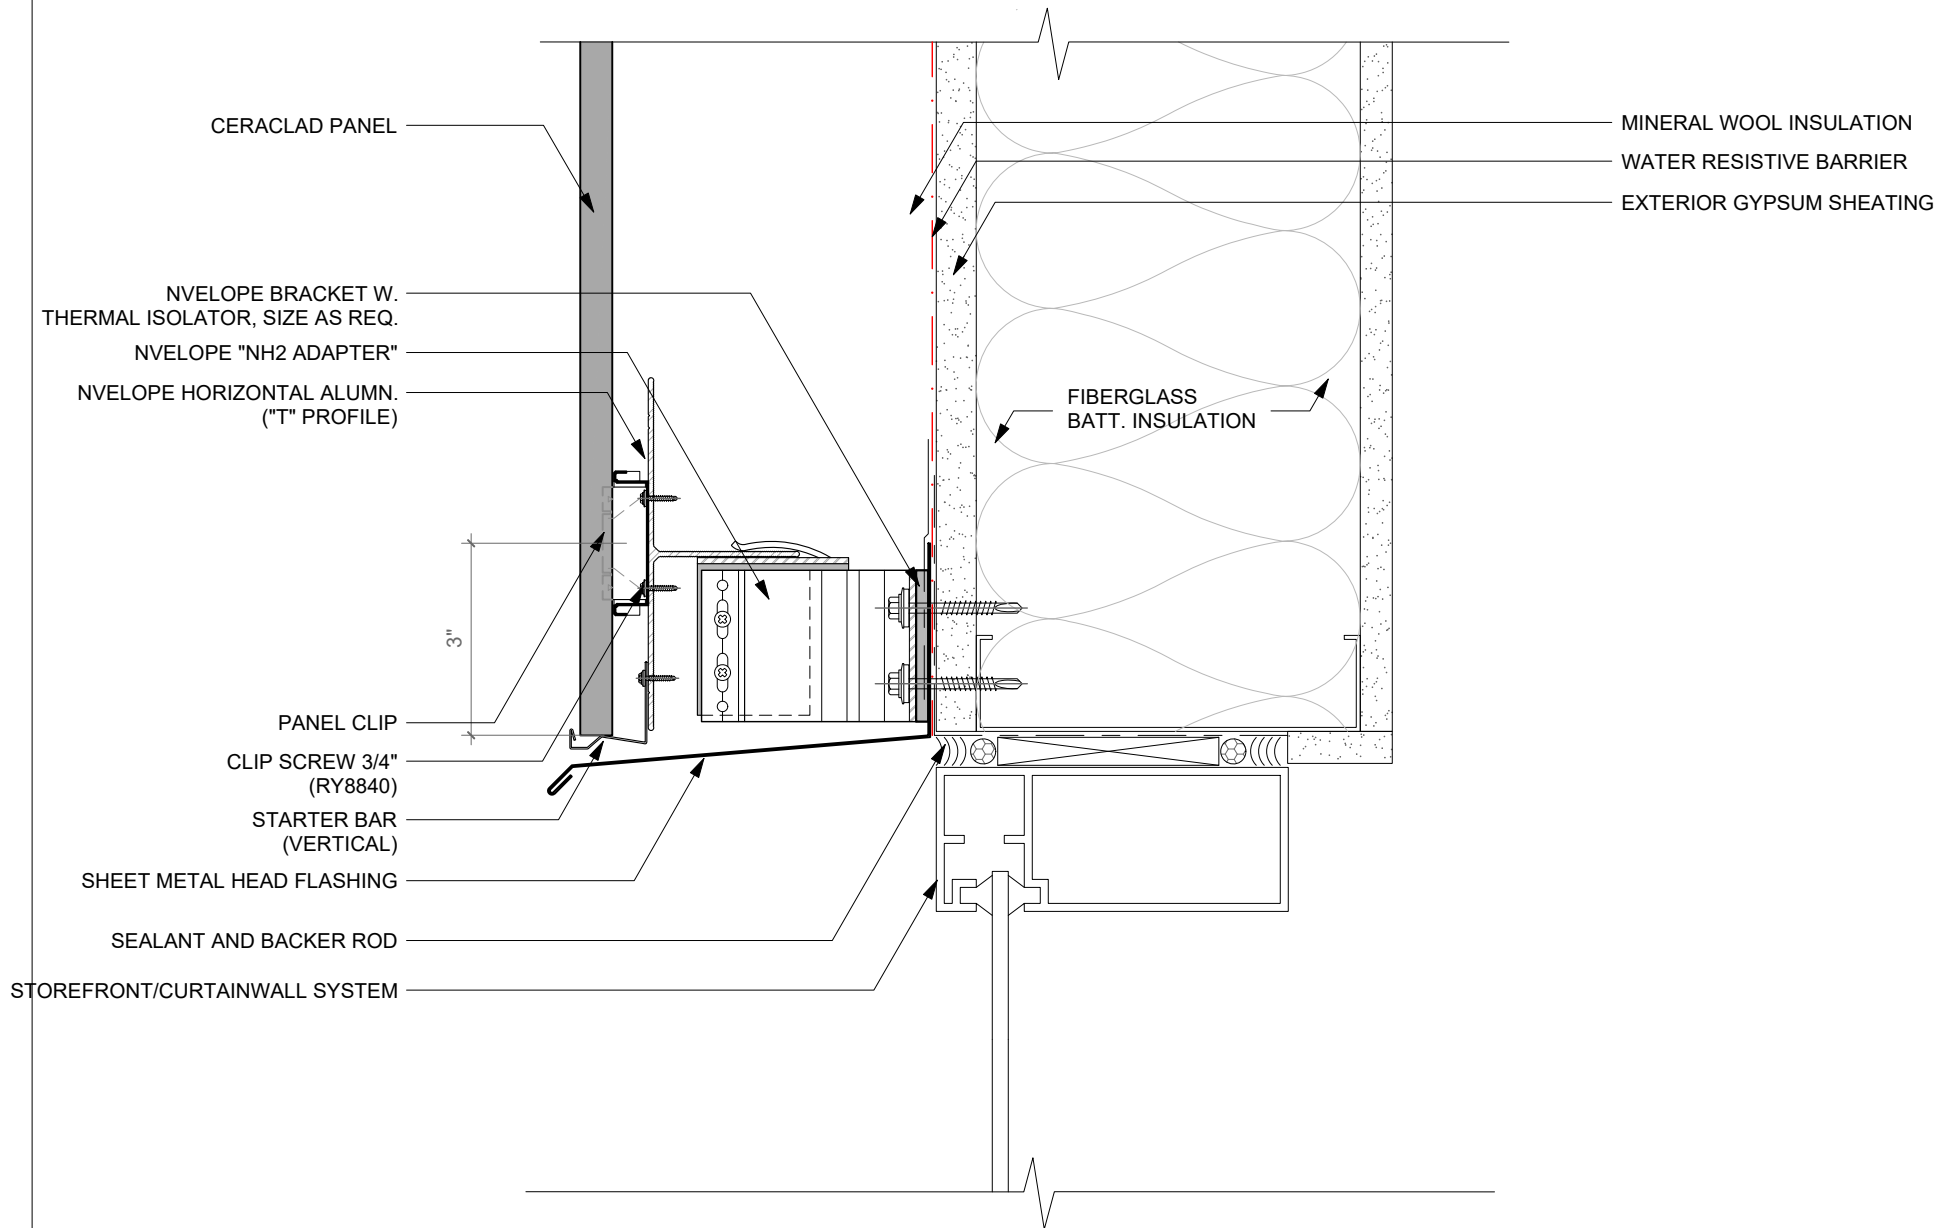 CERACLAD PANEL
NVELOPE BRACKET W.
THERMAL ISOLATOR, SIZE AS REQ.
NVELOPE "NH2 ADAPTER"
NVELOPE HORIZONTAL ALUMN.
("T" PROFILE)
3"
PANEL CLIP
CLIP SCREW 3/4"
(RY8840)
STARTER BAR
(VERTICAL)
SHEET METAL HEAD FLASHING
SEALANT AND BACKER ROD
STOREFRONT/CURTAINWALL SYSTEM
FIBERGLASS
BATT. INSULATION
MINERAL WOOL INSULATION
WATER RESISTIVE BARRIER
EXTERIOR GYPSUM SHEATING